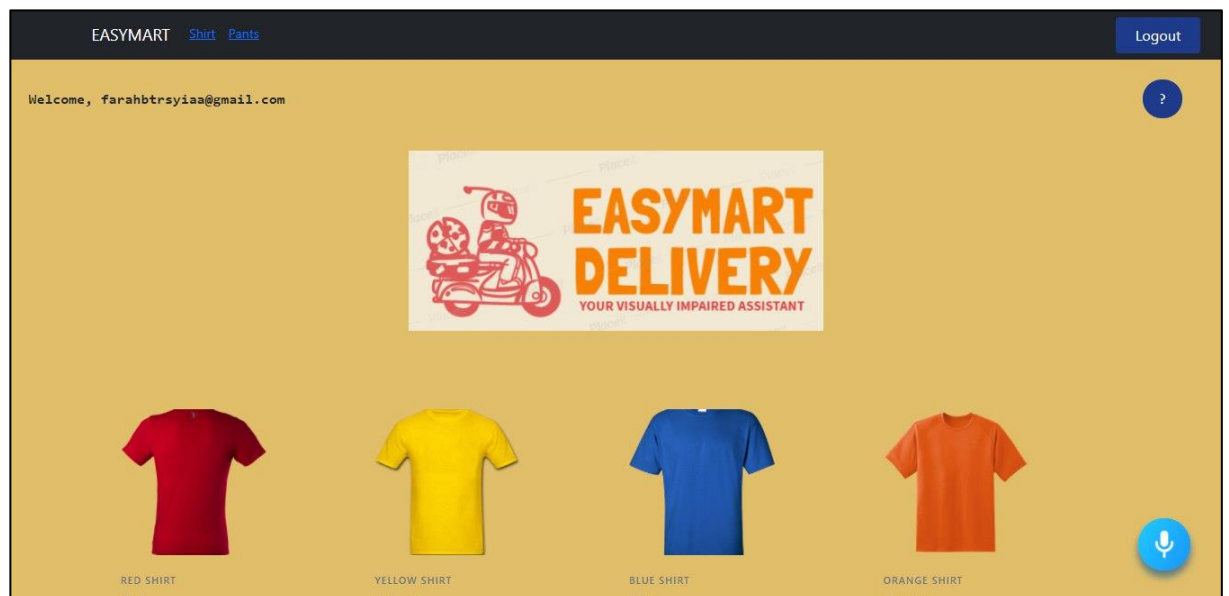 EASYMART Shirt Pants Logout
Welcome, farahbtrsyiaa@gmail.com
?
EASYMART
DELIVERY
YOUR VISUALLY IMPAIRED ASSISTANT
RED SHIRT YELLOW SHIRT BLUE SHIRT ORANGE SHIRT